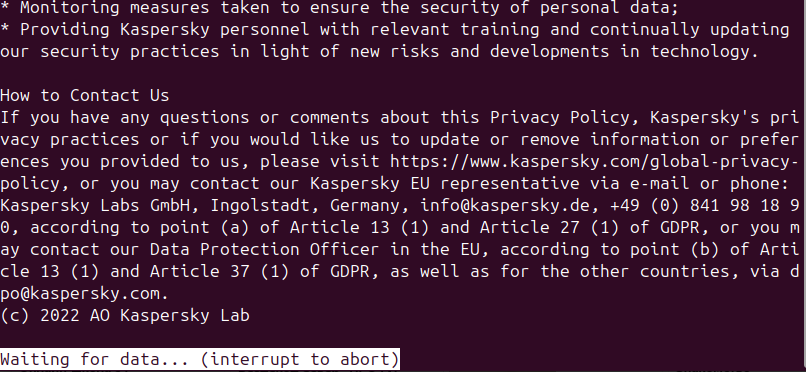 * Monitoring measures taken to ensure the security of personal data;
* Providing Kaspersky personnel with relevant training and continually updating
our security practices in light of new risks and developments in technology.

How to Contact Us
If you have any questions or comments about this Privacy Policy, Kaspersky's pri
vacy practices or if you would like us to update or remove information or prefer
ences you provided to us, please visit https://www.kaspersky.com/global-privacy-
policy, or you may contact our Kaspersky EU representative via e-mail or phone:
Kaspersky Labs GmbH, Ingolstadt, Germany, info@kaspersky.de, +49 (0) 841 98 18 9
0, according to point (a) of Article 13 (1) and Article 27 (1) of GDPR, or you m
ay contact our Data Protection Officer in the EU, according to point (b) of Arti
cle 13 (1) and Article 37 (1) of GDPR, as well as for the other countries, via d
po@kaspersky.com.
(c) 2022 AO Kaspersky Lab

Waiting for data... (interrupt to abort)